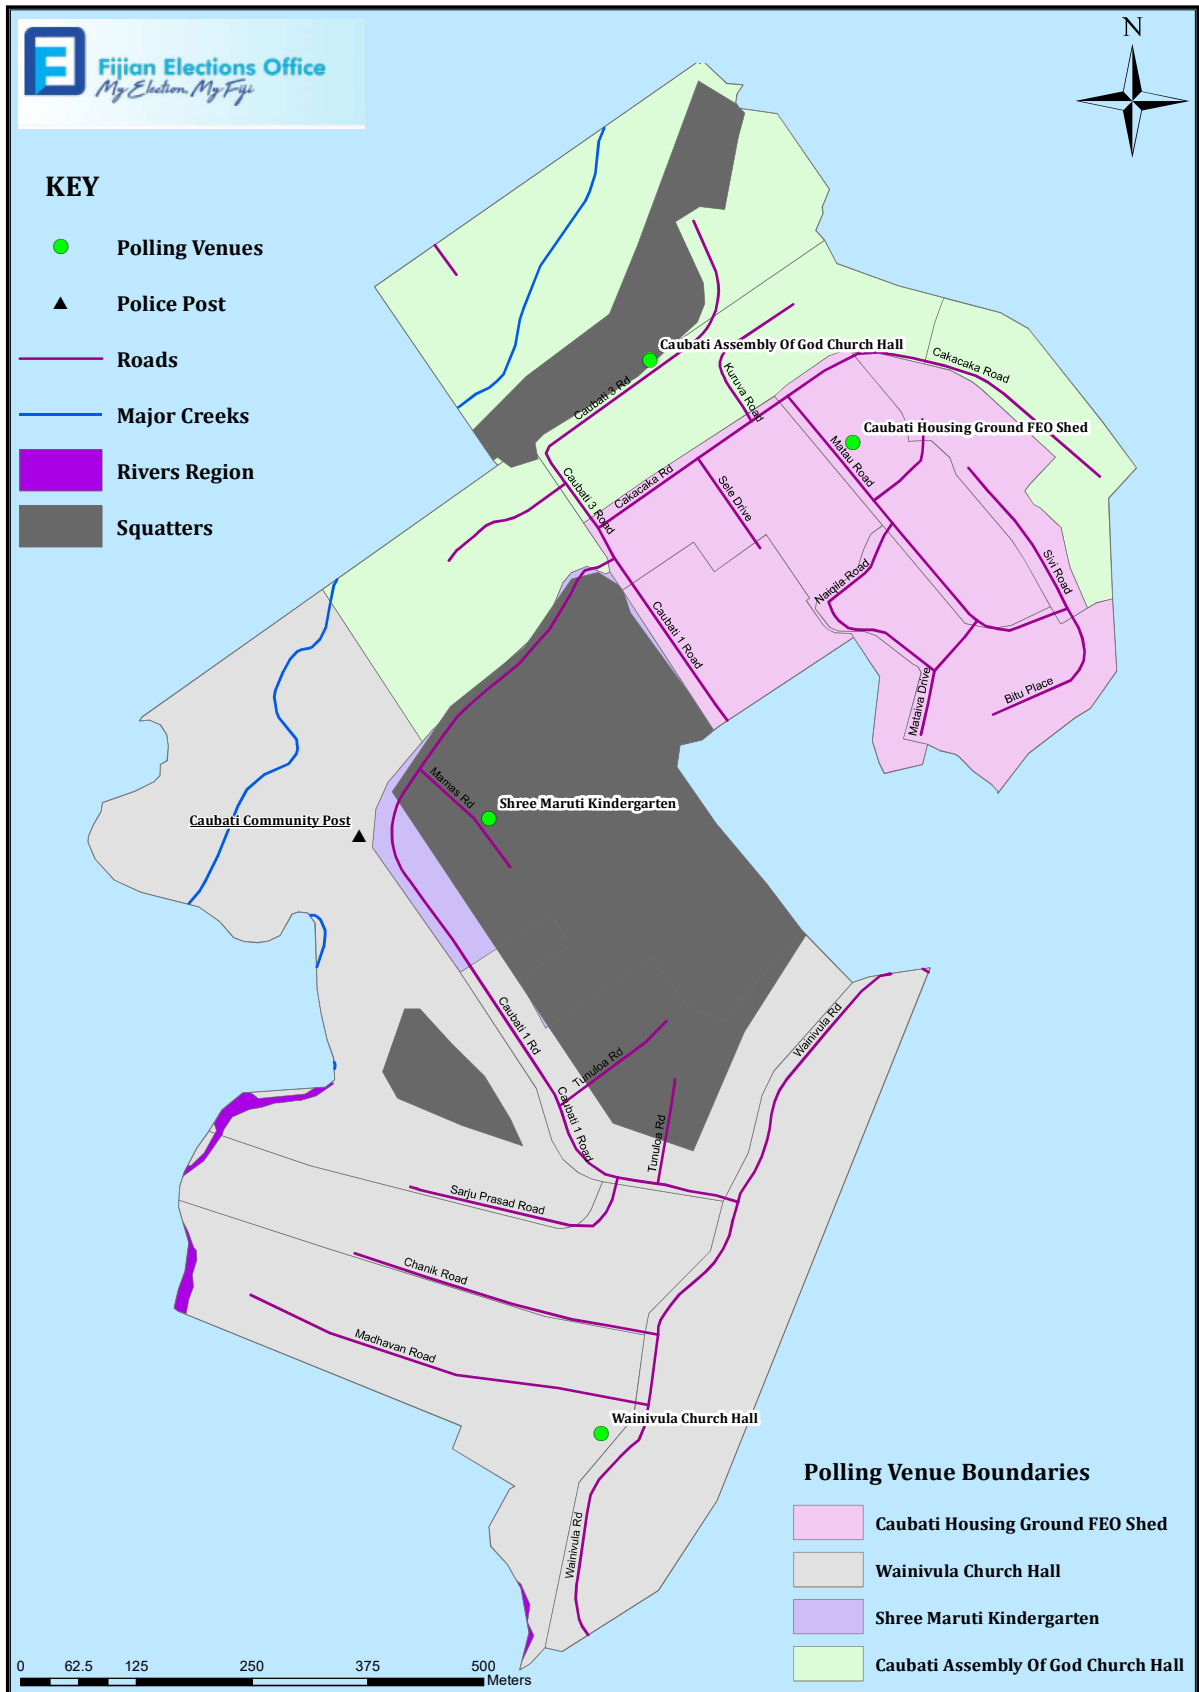 N
Fijian Elections Office
My Election, My Fiji
KEY
Polling Venues
Police Post
Roads
Major Creeks
Rivers Region
Squatters
Caubati Assembly Of God Church Hall
Cakacaka Road
Kuruva Road
Caubati 3 Rd
Caubati Housing Ground FEO Shed
Matau Road
Caubati 3 Road
Cakacaka Rd
Sele Drive
Sivi Road
Naiqila Road
Caubati 1 Road
Bitu Place
Mataiva Drive
Mamas Rd
Shree Maruti Kindergarten
Caubati Community Post
Caubati 1 Rd
Wainivula Rd
Tunuloa Rd
Caubati 1 Road
Tunuloa Rd
Sarju Prasad Road
Chanik Road
Madhavan Road
Wainivula Church Hall
Wainivula Rd
Polling Venue Boundaries
Caubati Housing Ground FEO Shed
Wainivula Church Hall
Shree Maruti Kindergarten
Caubati Assembly Of God Church Hall
0 62.5 125 250 375 500
Meters